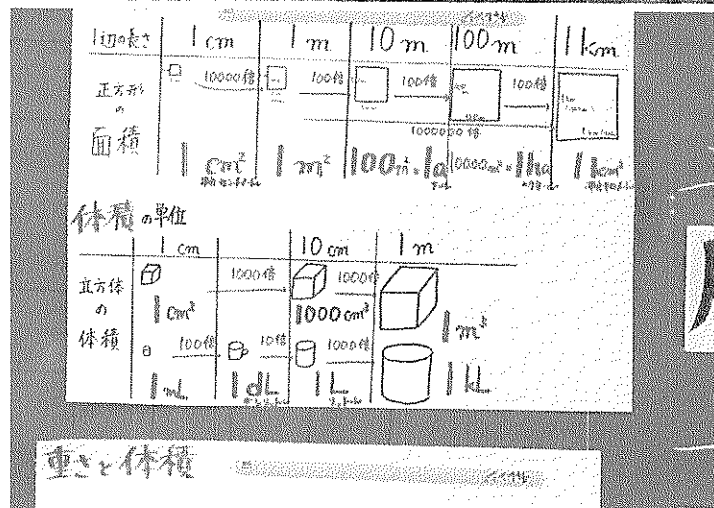 1辺の長さ 1cm 1m 10m 100m 1km
正方形の面積
10000倍 100倍 100倍 100倍
1000000倍
1cm² 1m² 100m²=1a 10000m²=1ha 1km²
体積の単位
1cm 10cm 1m
立方体の体積
1000倍 1000倍
1cm³ 1000cm³ 1m³
100倍 10倍 1000倍
1mL 1dL 1L 1kL
重さと体積